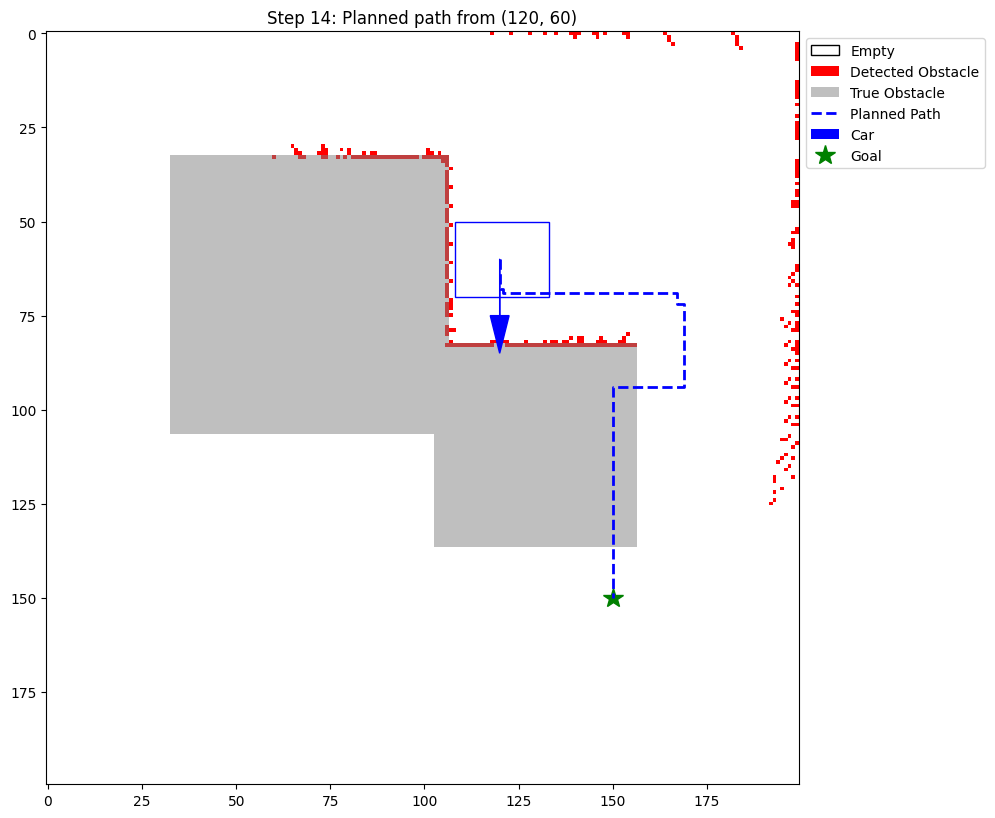 Step 14: Planned path from (120, 60)
Empty
Detected Obstacle
True Obstacle
Planned Path
Car
Goal
0
25
50
75
100
125
150
175
0 25 50 75 100 125 150 175